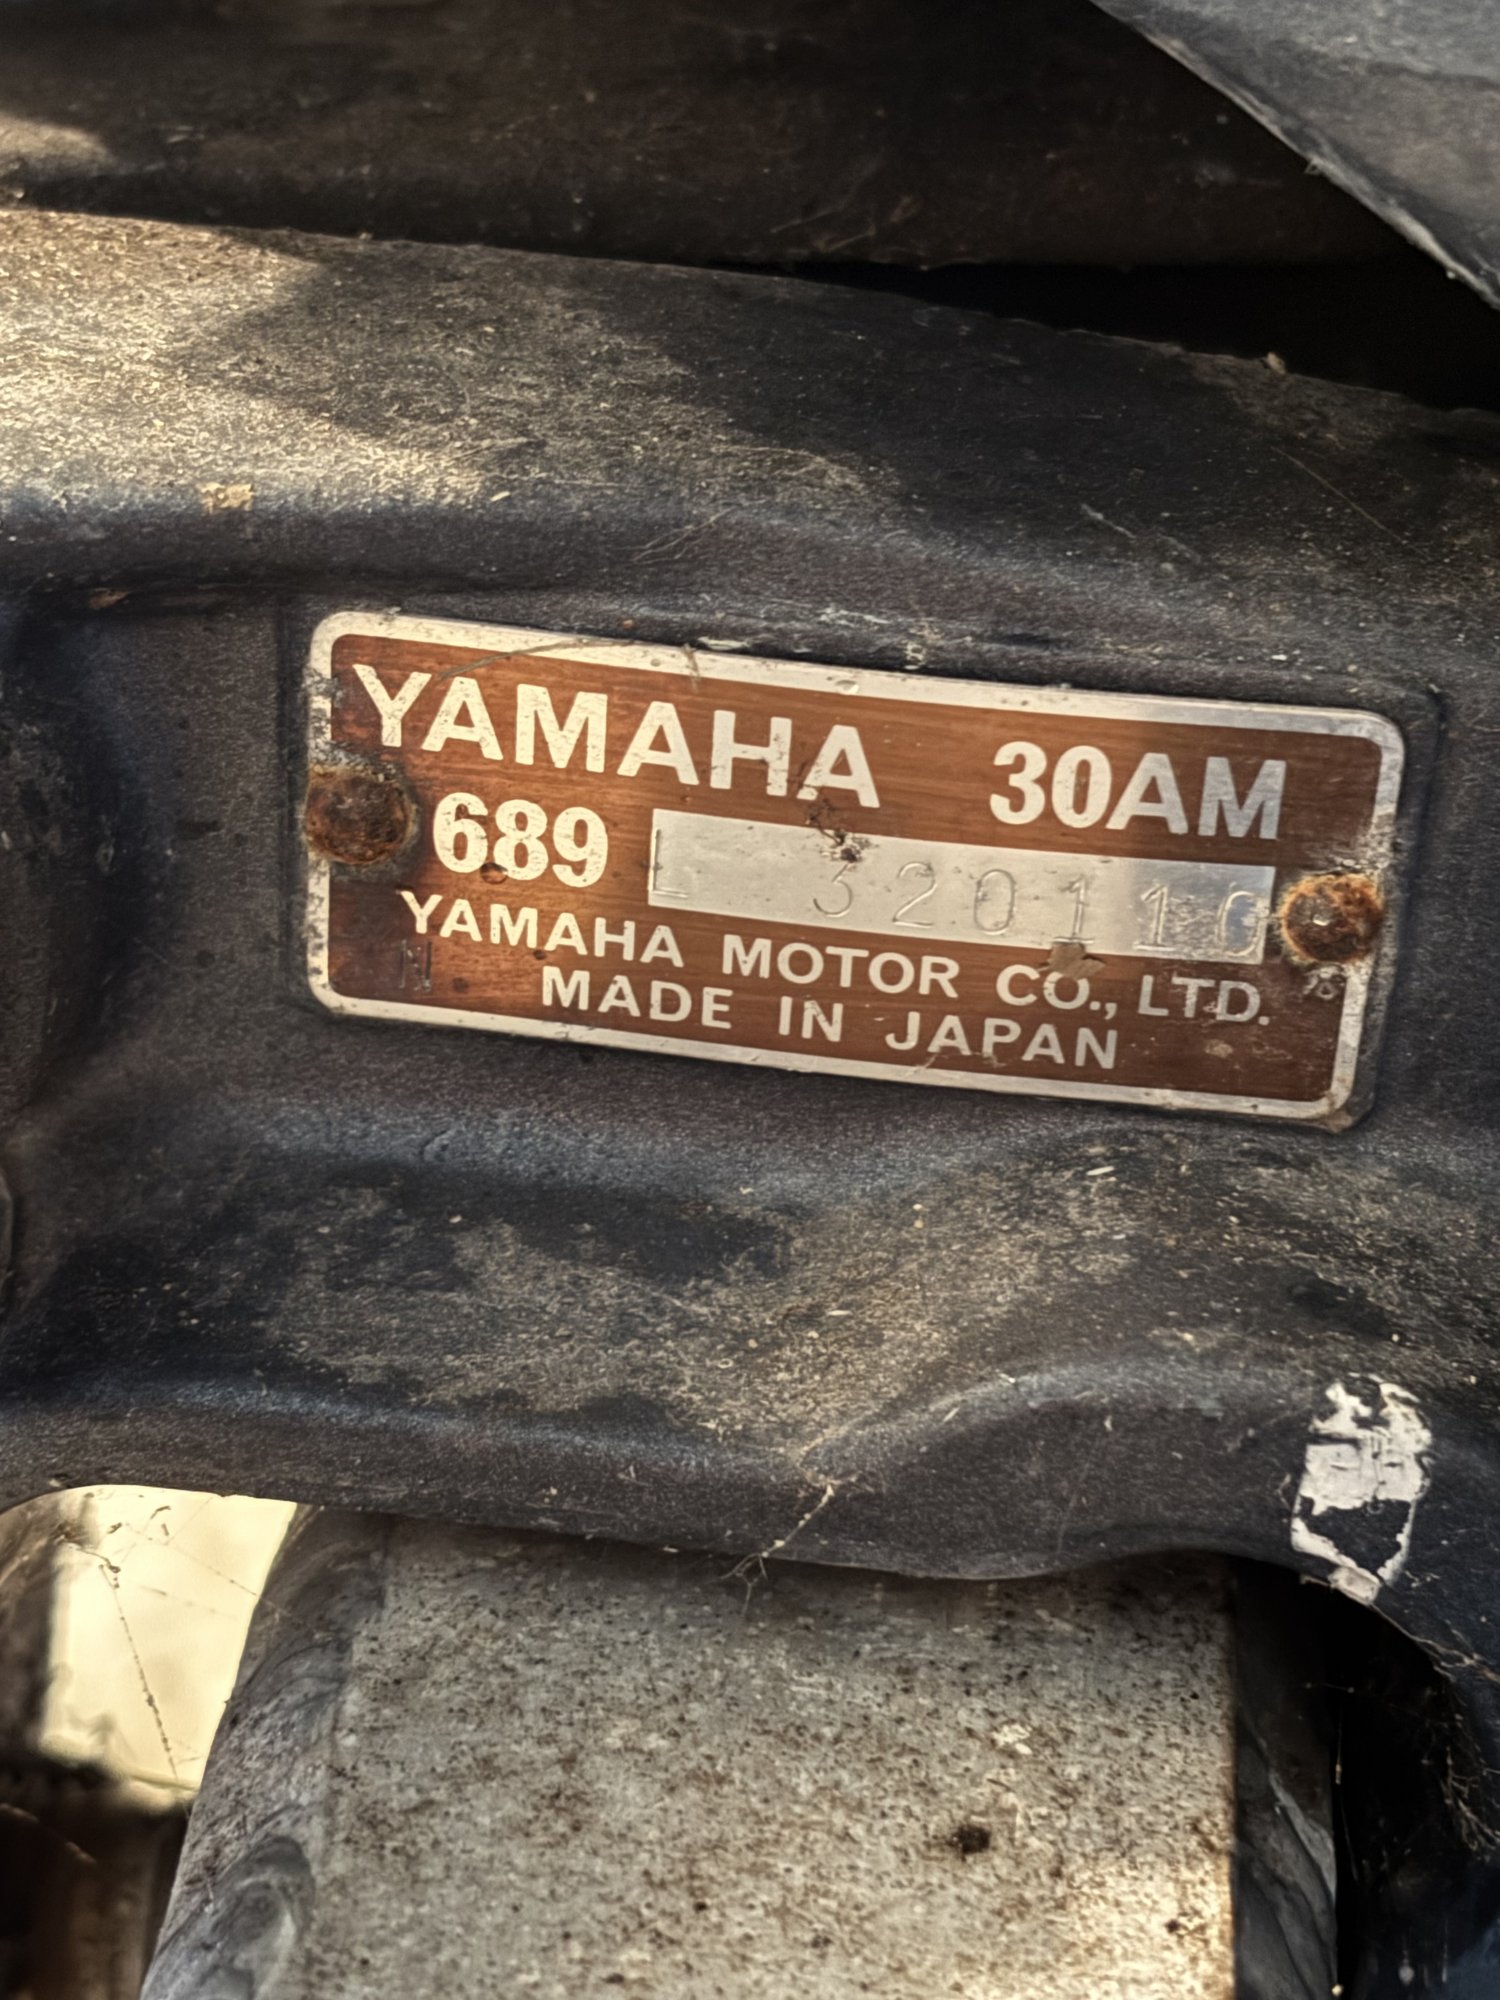 YAMAHA 30AM
689 L 320110
YAMAHA MOTOR CO., LTD.
N MADE IN JAPAN